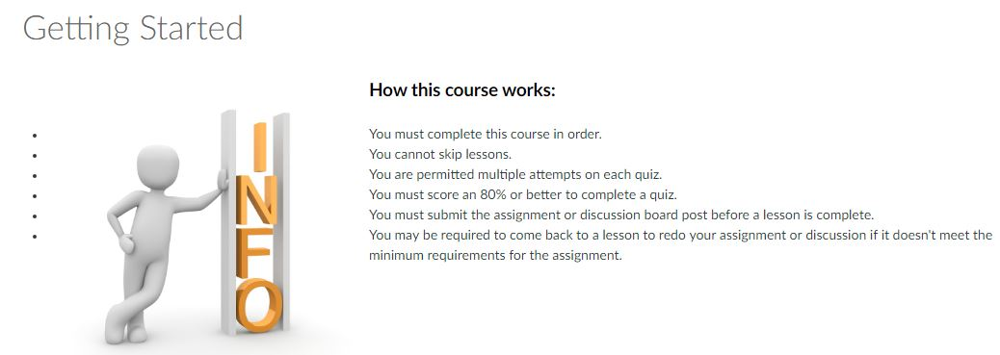 Getting Started
How this course works:
You must complete this course in order.
You cannot skip lessons.
You are permitted multiple attempts on each quiz.
You must score an 80% or better to complete a quiz.
You must submit the assignment or discussion board post before a lesson is complete.
You may be required to come back to a lesson to redo your assignment or discussion if it doesn't meet the
minimum requirements for the assignment.
INFO